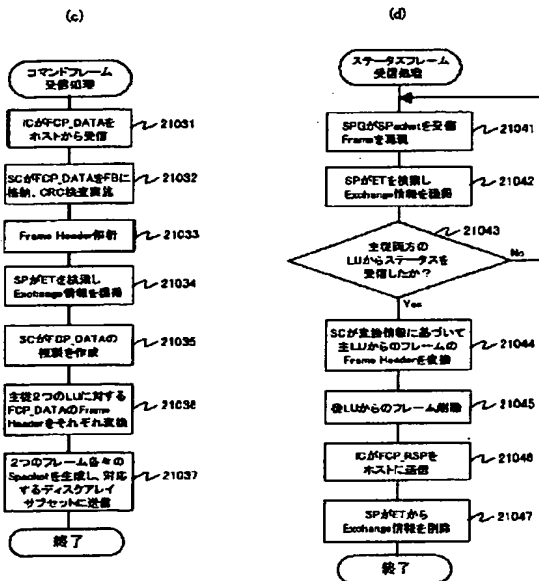 (c)
コマンドフレーム
受信処理
ICがFCP_DATAを
ホストから受信
21031
SCがFCP_DATAをFBに
格納、CRC検査実施
21032
Frame Header解析
21033
SPがETを検索し
Exchange情報を獲得
21034
SCがFCP_DATAの
複製を作成
21035
主従2つのLUに対する
FCP_DATAのFrame
Headerをそれぞれ変換
21036
2つのフレーム各々の
Spacketを生成し、対応
するディスクアレイ
サブセットに送信
21037
終了
(d)
ステータスフレーム
受信処理
SPGがSPacketを受信
Frameを再現
21041
SPがETを検索し
Exchange情報を獲得
21042
主従両方の
LUからステータスを
受信したか?
21043
No
Yes
SCが変換情報に基づいて
主LUからのフレームの
Frame Headerを変換
21044
LUからのフレーム削除
21045
ICがFCP_RSPを
ホストに送信
21046
SPがETから
Exchange情報を削除
21047
終了